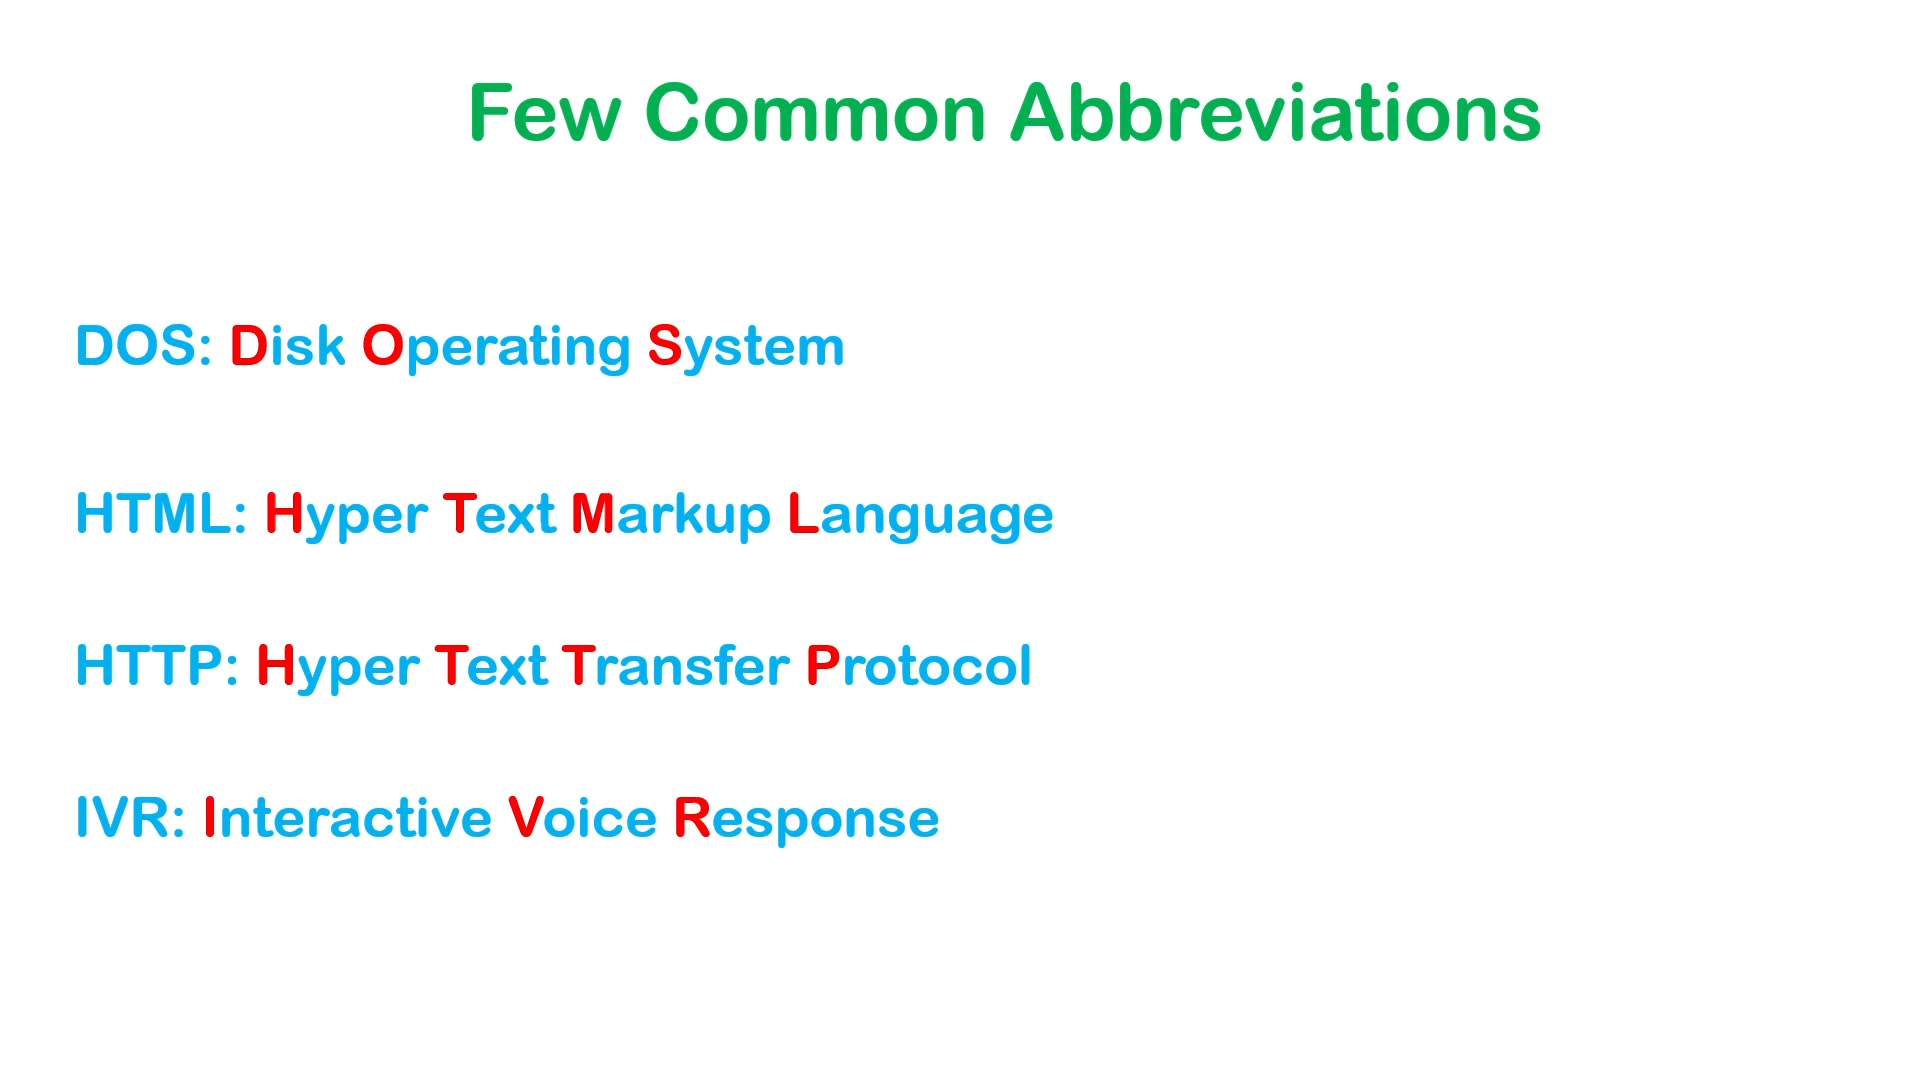 Few Common Abbreviations
DOS: Disk Operating System
HTML: Hyper Text Markup Language
HTTP: Hyper Text Transfer Protocol
IVR: Interactive Voice Response